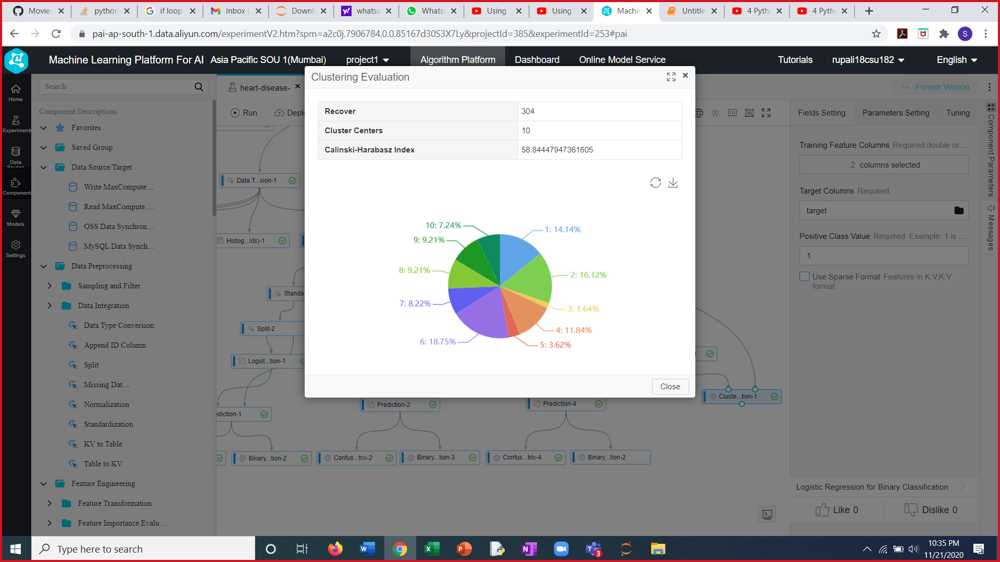 Movie-
python
if loop
Inbox (
Downl
whatsa
Whats
Using
Using
Machin
Untitle
4 Pyth
4 Pyth
pai-ap-south-1.data.aliyun.com/experimentV2.htm?spm=a2c0j.7906784.0.0.85167d30S3X7Ly&projectId=385&experimentId=253#pai
S
Machine Learning Platform For AI
Asia Pacific SOU 1(Mumbai)
project1
Algorithm Platform
Dashboard
Online Model Service
Tutorials
rupali18csu182
English
Home
Experiments
Data
Source
Components
Models
Settings
Search
Component Descriptions
Favorites
Saved Group
Data Source/Target
Write MaxCompute...
Read MaxCompute ...
OSS Data Synchron...
MySQL Data Synch...
Data Preprocessing
Sampling and Filter
Data Integration
Data Type Conversion
Append ID Column
Split
Missing Dat...
Normalization
Standardization
KV to Table
Table to KV
Feature Engineering
Feature Transformation
Feature Importance Evalu...
heart-disease-
Run
Deplo
Former Version
Data T...sion-1
Histog...lds)-1
Standa
Split-2
Logist...tion-1
ediction-1
Prediction-2
Prediction-4
Cluste...tion-1
Binary...tion-2
Confus...trix-2
Binary...tion-3
Confus...trix-4
Binary...tion-2
Clustering Evaluation
Recover 304
Cluster Centers 10
Calinski-Harabasz Index 58.84447947361605
10: 7.24%
1: 14.14%
9: 9.21%
8: 9.21%
2: 16.12%
7: 8.22%
3: 1.64%
4: 11.84%
6: 18.75%
5: 3.62%
Close
Fields Setting
Parameters Setting
Tuning
Training Feature Columns Required.double or...
2 columns selected
Target Columns Required.
target
Positive Class Value Required. Example: 1 is ...
1
Use Sparse Format Features in K:V,K:V
format
Component Parameters
Messages
Logistic Regression for Binary Classification
Like 0
Dislike 0
Type here to search
3
10:35 PM
11/21/2020